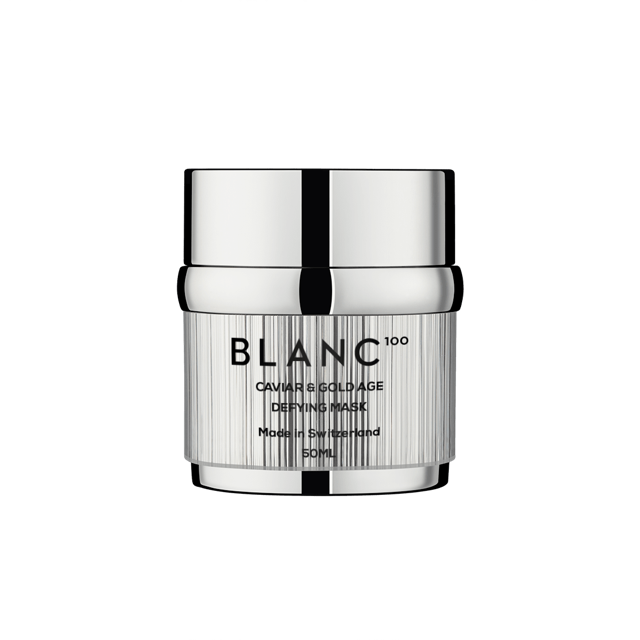 BLANC¹⁰⁰
CAVIAR & GOLD AGE
DEFYING MASK
Made in Switzerland
50ML